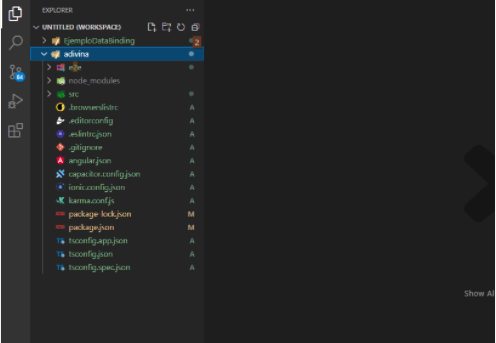 EXPLORER ...
UNTITLED (WORKSPACE)
EjemploDataBinding 2
adivina
e2e
node_modules
src
.browserslistrc A
.editorconfig A
.eslintrc.json A
.gitignore A
angular.json A
capacitor.config.json A
ionic.config.json A
karma.conf.js A
package-lock.json M
package.json M
tsconfig.app.json A
tsconfig.json A
tsconfig.spec.json A
Show Al